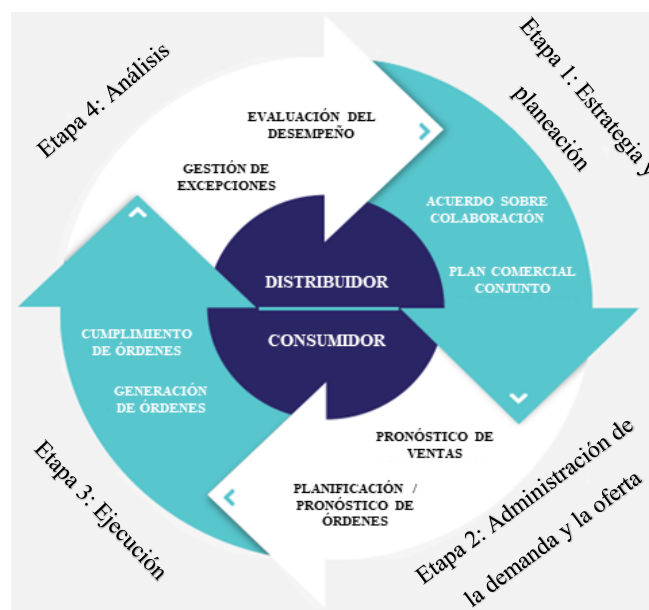 Etapa 4: Análisis
EVALUACIÓN DEL
DESEMPEÑO
GESTIÓN DE
EXCEPCIONES
Etapa 1: Estrategia y
planeación
ACUERDO SOBRE
COLABORACIÓN
PLAN COMERCIAL
CONJUNTO
DISTRIBUIDOR
CONSUMIDOR
PRONÓSTICO DE
VENTAS
PLANIFICACIÓN /
PRONÓSTICO DE
ÓRDENES
Etapa 2: Administración de
la demanda y la oferta
CUMPLIMIENTO
DE ÓRDENES
GENERACIÓN
DE ÓRDENES
Etapa 3: Ejecución